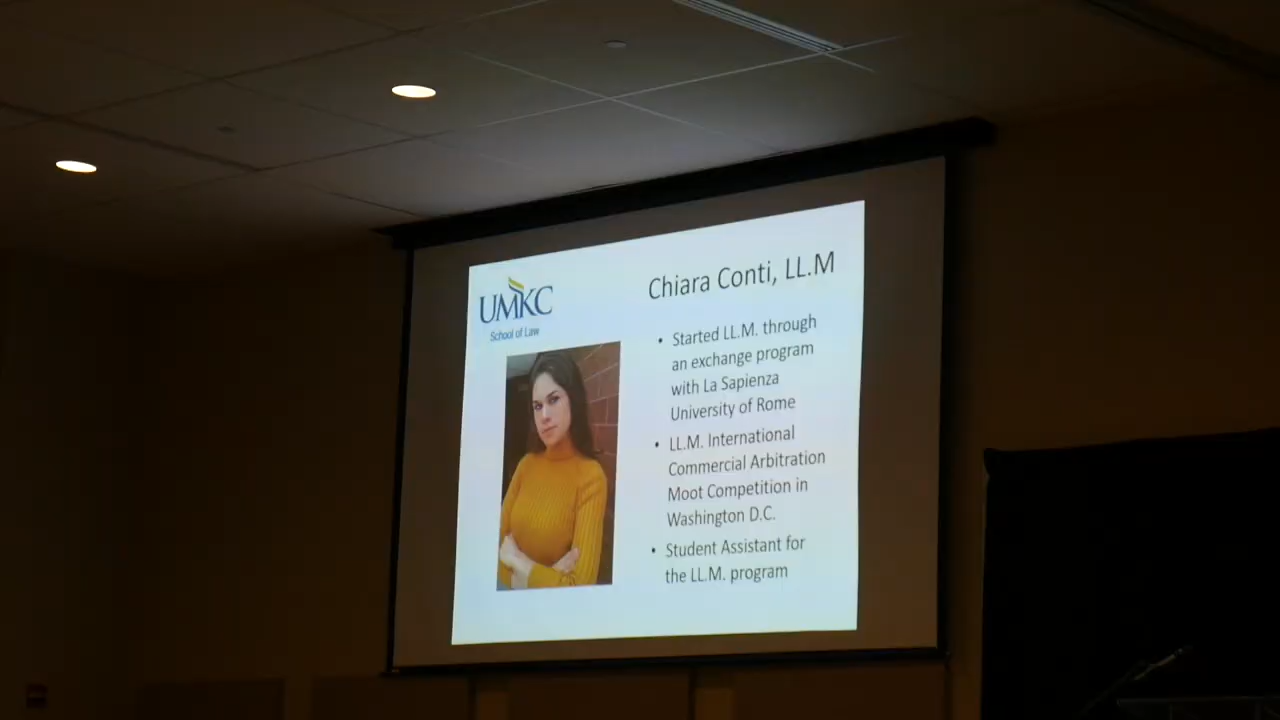 UMKC
School of Law
Chiara Conti, LL.M
• Started LL.M. through
an exchange program
with La Sapienza
University of Rome
• LL.M. International
Commercial Arbitration
Moot Competition in
Washington D.C.
• Student Assistant for
the LL.M. program